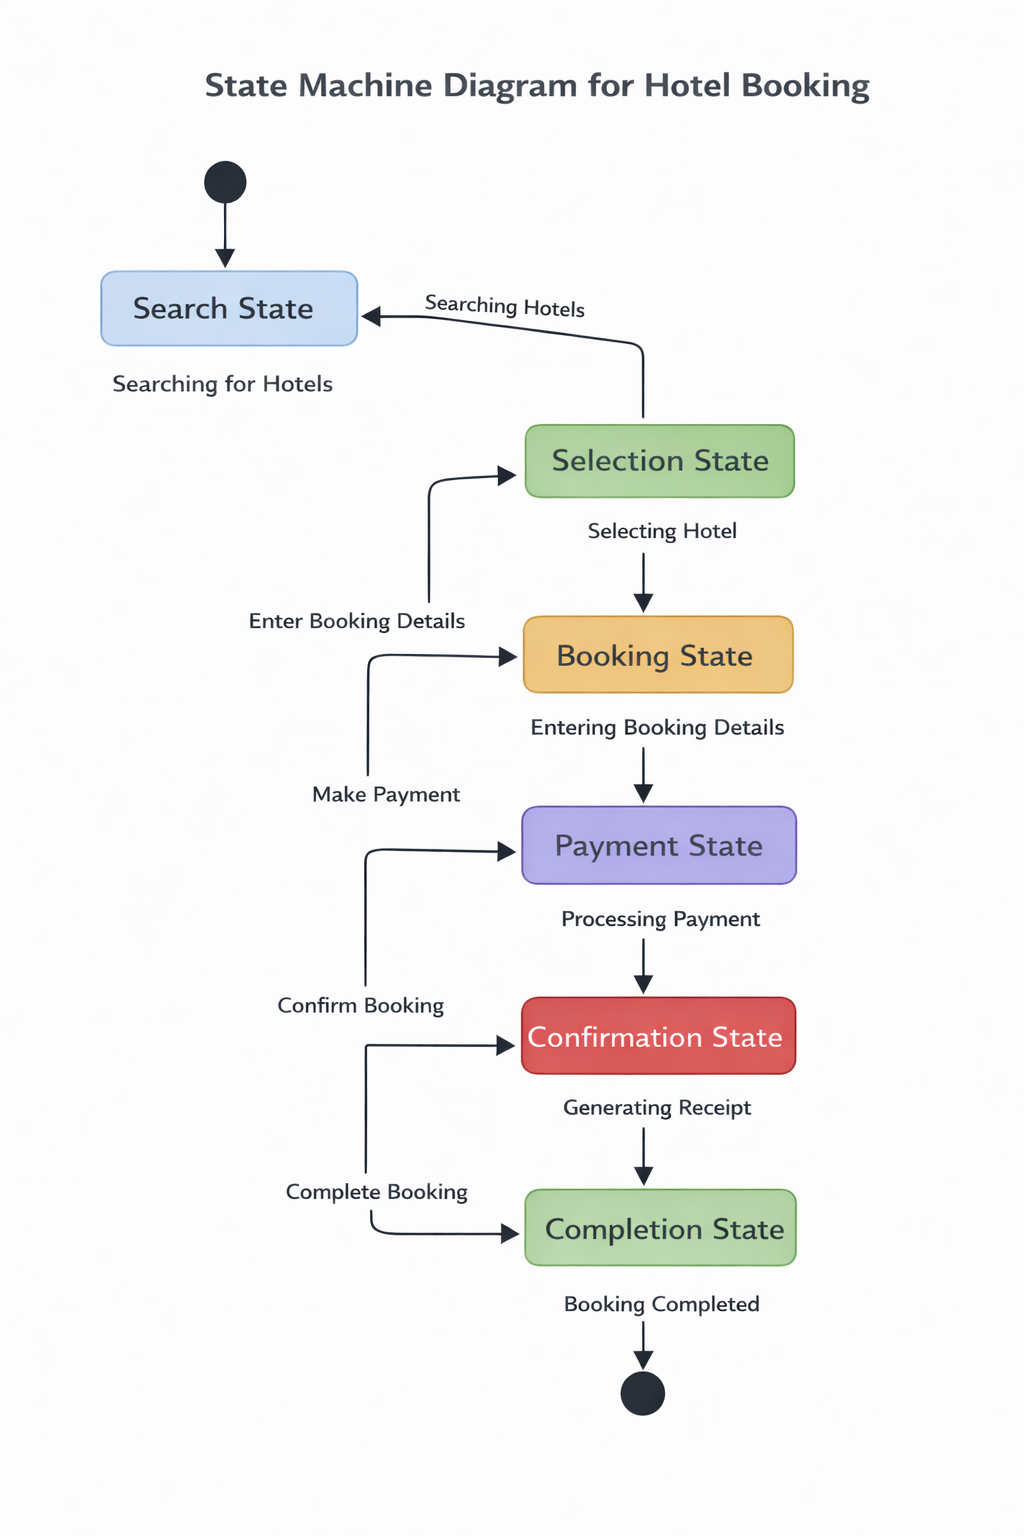 State Machine Diagram for Hotel Booking
Search State
Searching Hotels
Searching for Hotels
Selection State
Selecting Hotel
Enter Booking Details
Booking State
Entering Booking Details
Make Payment
Payment State
Processing Payment
Confirm Booking
Confirmation State
Generating Receipt
Complete Booking
Completion State
Booking Completed